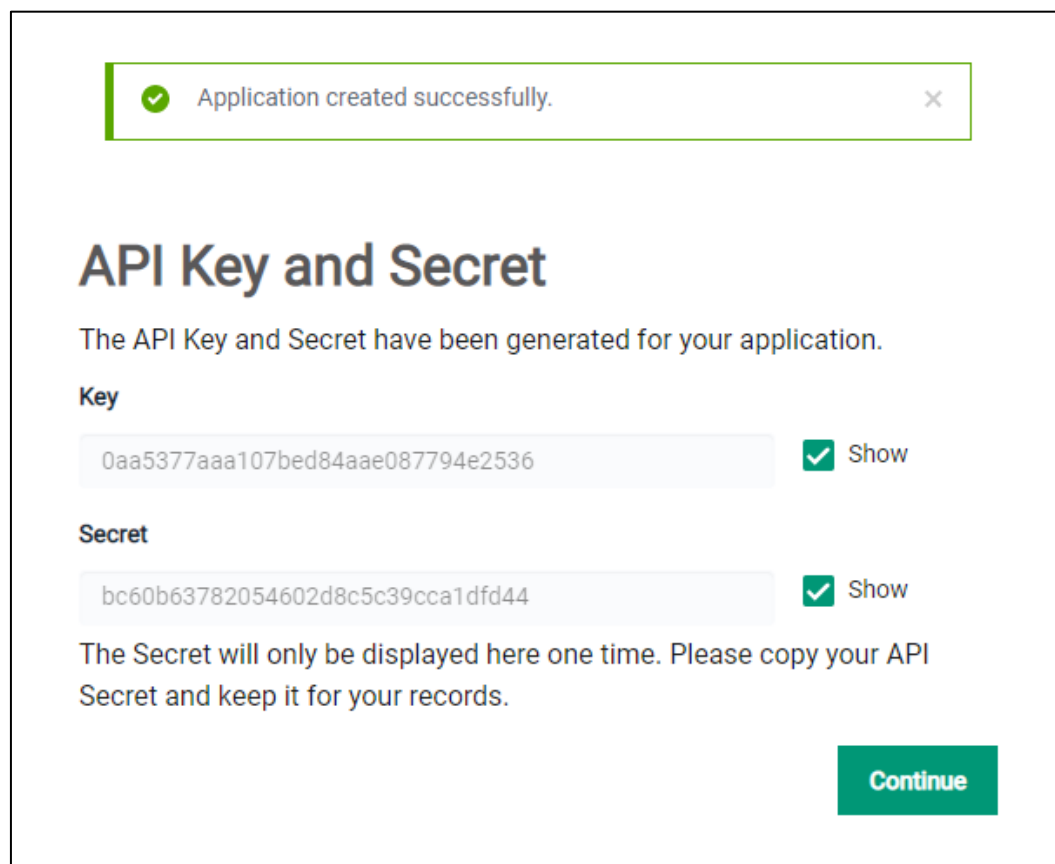 Application created successfully.
API Key and Secret
The API Key and Secret have been generated for your application.
Key
0aa5377aaa107bed84aae087794e2536
Show
Secret
bc60b63782054602d8c5c39cca1dfd44
Show
The Secret will only be displayed here one time. Please copy your API
Secret and keep it for your records.
Continue